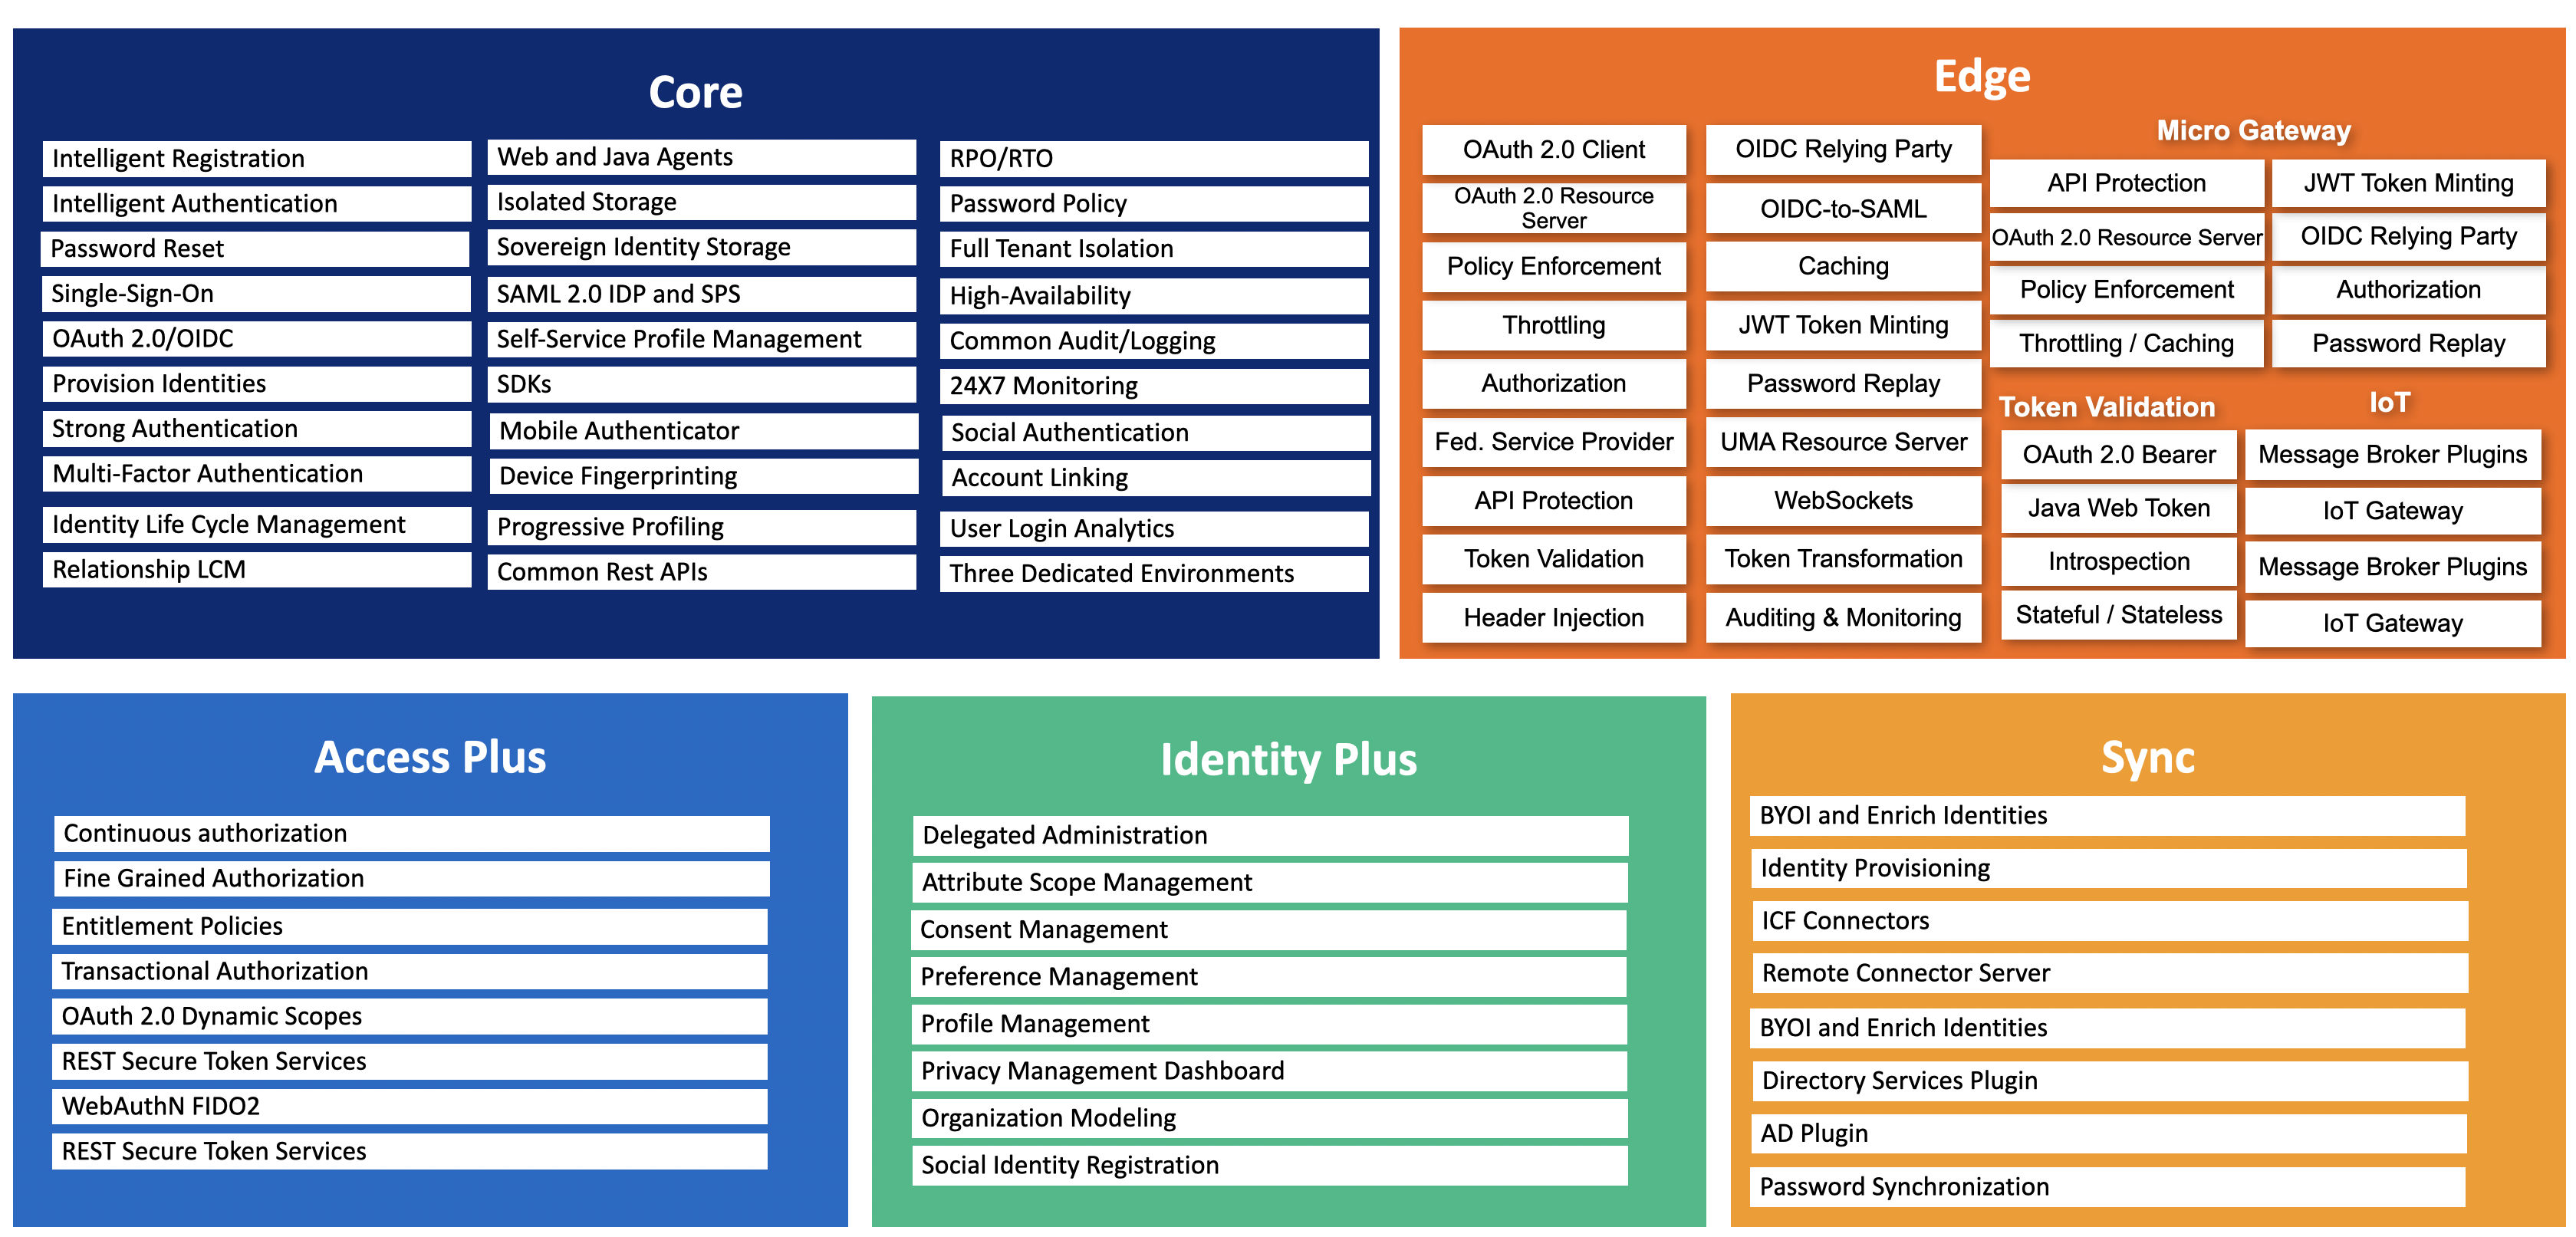 Core
Intelligent Registration
Intelligent Authentication
Password Reset
Single-Sign-On
OAuth 2.0/OIDC
Provision Identities
Strong Authentication
Multi-Factor Authentication
Identity Life Cycle Management
Relationship LCM
Web and Java Agents
Isolated Storage
Sovereign Identity Storage
SAML 2.0 IDP and SPS
Self-Service Profile Management
SDKs
Mobile Authenticator
Device Fingerprinting
Progressive Profiling
Common Rest APIs
RPO/RTO
Password Policy
Full Tenant Isolation
High-Availability
Common Audit/Logging
24X7 Monitoring
Social Authentication
Account Linking
User Login Analytics
Three Dedicated Environments
Edge
OAuth 2.0 Client
OAuth 2.0 Resource
Server
Policy Enforcement
Throttling
Authorization
Fed. Service Provider
API Protection
Token Validation
Header Injection
OIDC Relying Party
OIDC-to-SAML
Caching
JWT Token Minting
Password Replay
UMA Resource Server
WebSockets
Token Transformation
Auditing & Monitoring
Micro Gateway
API Protection
OAuth 2.0 Resource Server
Policy Enforcement
Throttling / Caching
JWT Token Minting
OIDC Relying Party
Authorization
Password Replay
Token Validation
OAuth 2.0 Bearer
Java Web Token
Introspection
Stateful / Stateless
IoT
Message Broker Plugins
IoT Gateway
Message Broker Plugins
IoT Gateway
Access Plus
Continuous authorization
Fine Grained Authorization
Entitlement Policies
Transactional Authorization
OAuth 2.0 Dynamic Scopes
REST Secure Token Services
WebAuthN FIDO2
REST Secure Token Services
Identity Plus
Delegated Administration
Attribute Scope Management
Consent Management
Preference Management
Profile Management
Privacy Management Dashboard
Organization Modeling
Social Identity Registration
Sync
BYOI and Enrich Identities
Identity Provisioning
ICF Connectors
Remote Connector Server
BYOI and Enrich Identities
Directory Services Plugin
AD Plugin
Password Synchronization